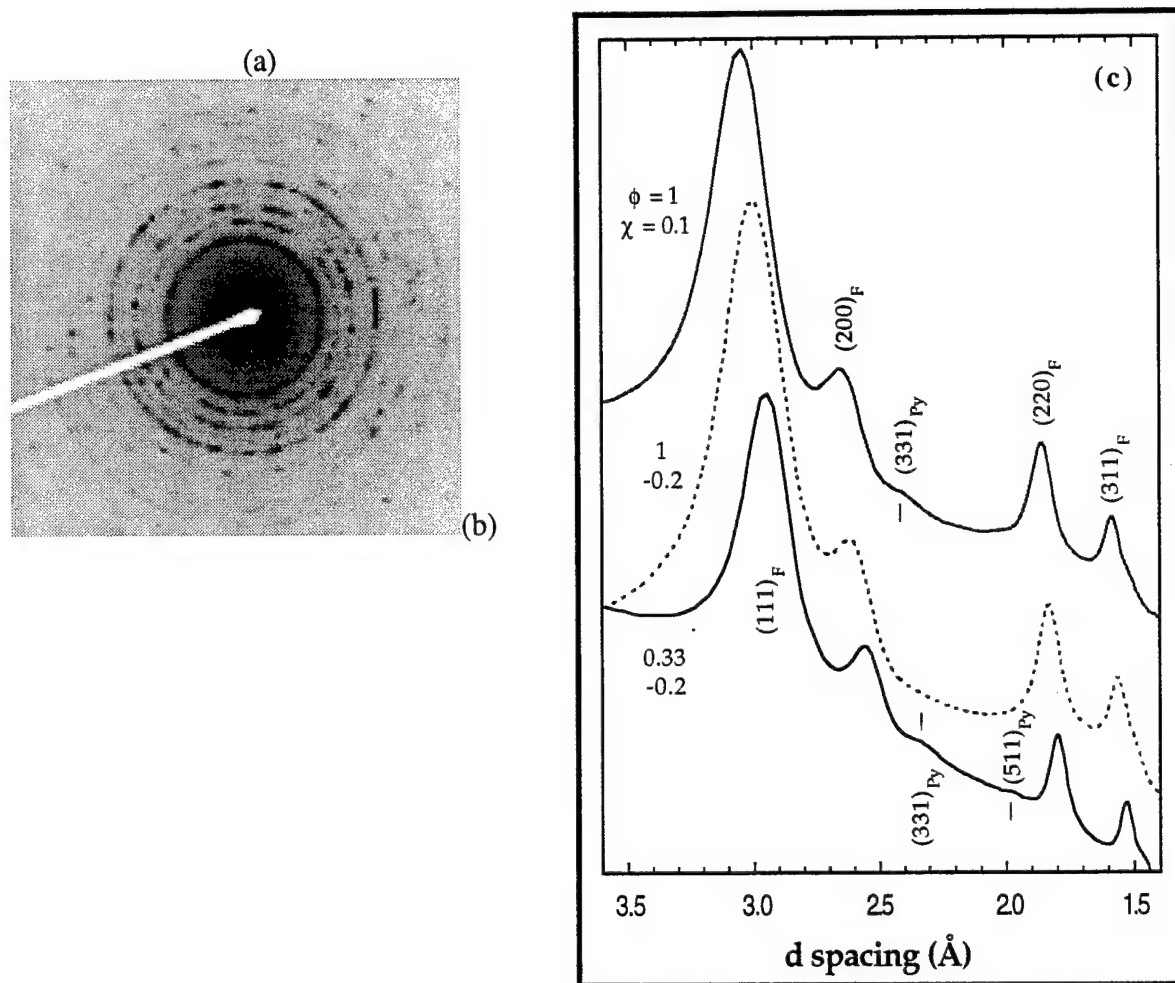 (a)
(b)
(c)
ϕ = 1
χ = 0.1
(200)F
(331)Py
(220)F
(311)F
1
-0.2
(111)F
0.33
-0.2
(331)Py
(511)Py
3.5 3.0 2.5 2.0 1.5
d spacing (Å)